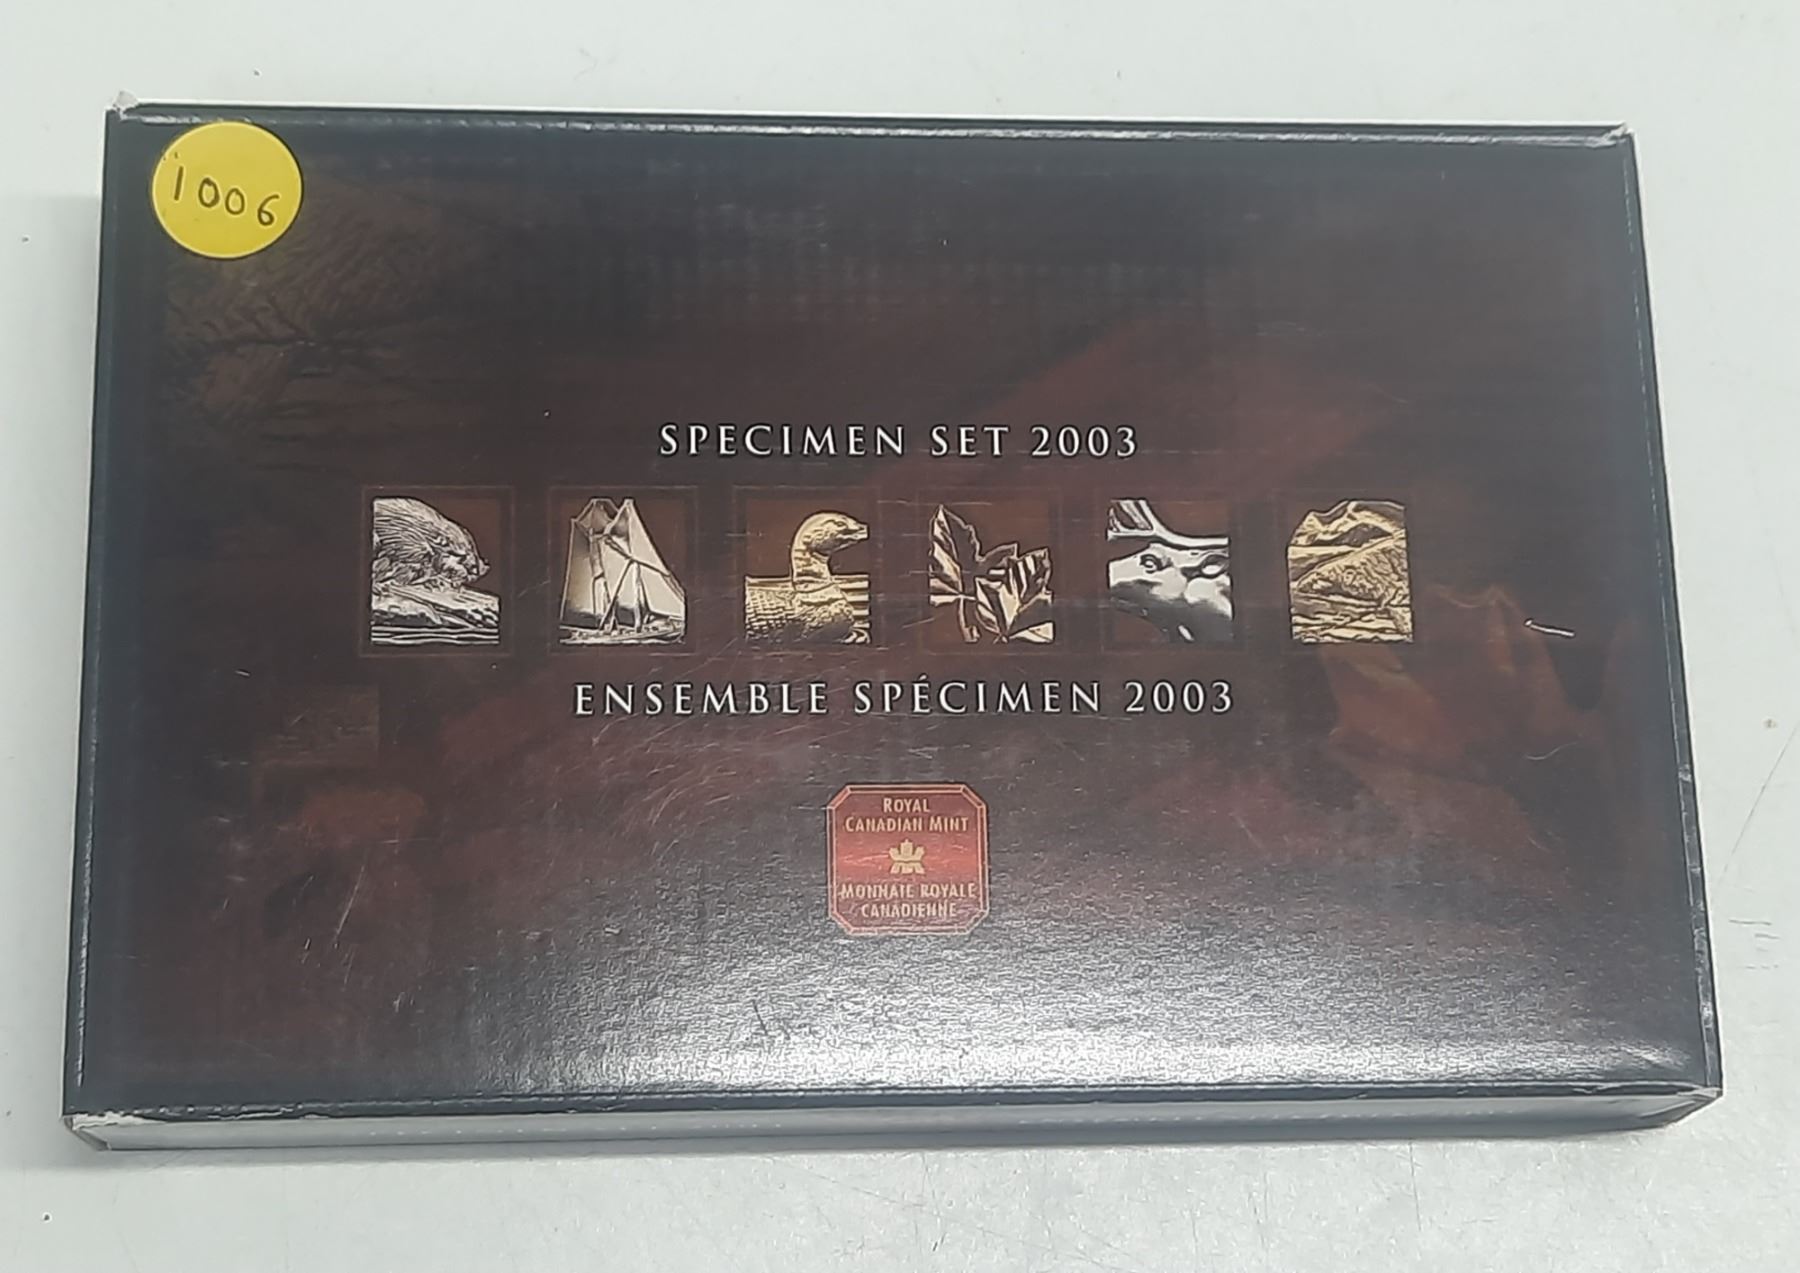 1006
SPECIMEN SET 2003
ENSEMBLE SPÉCIMEN 2003
ROYAL
CANADIAN MINT
MONNAIE ROYALE
CANADIENNE